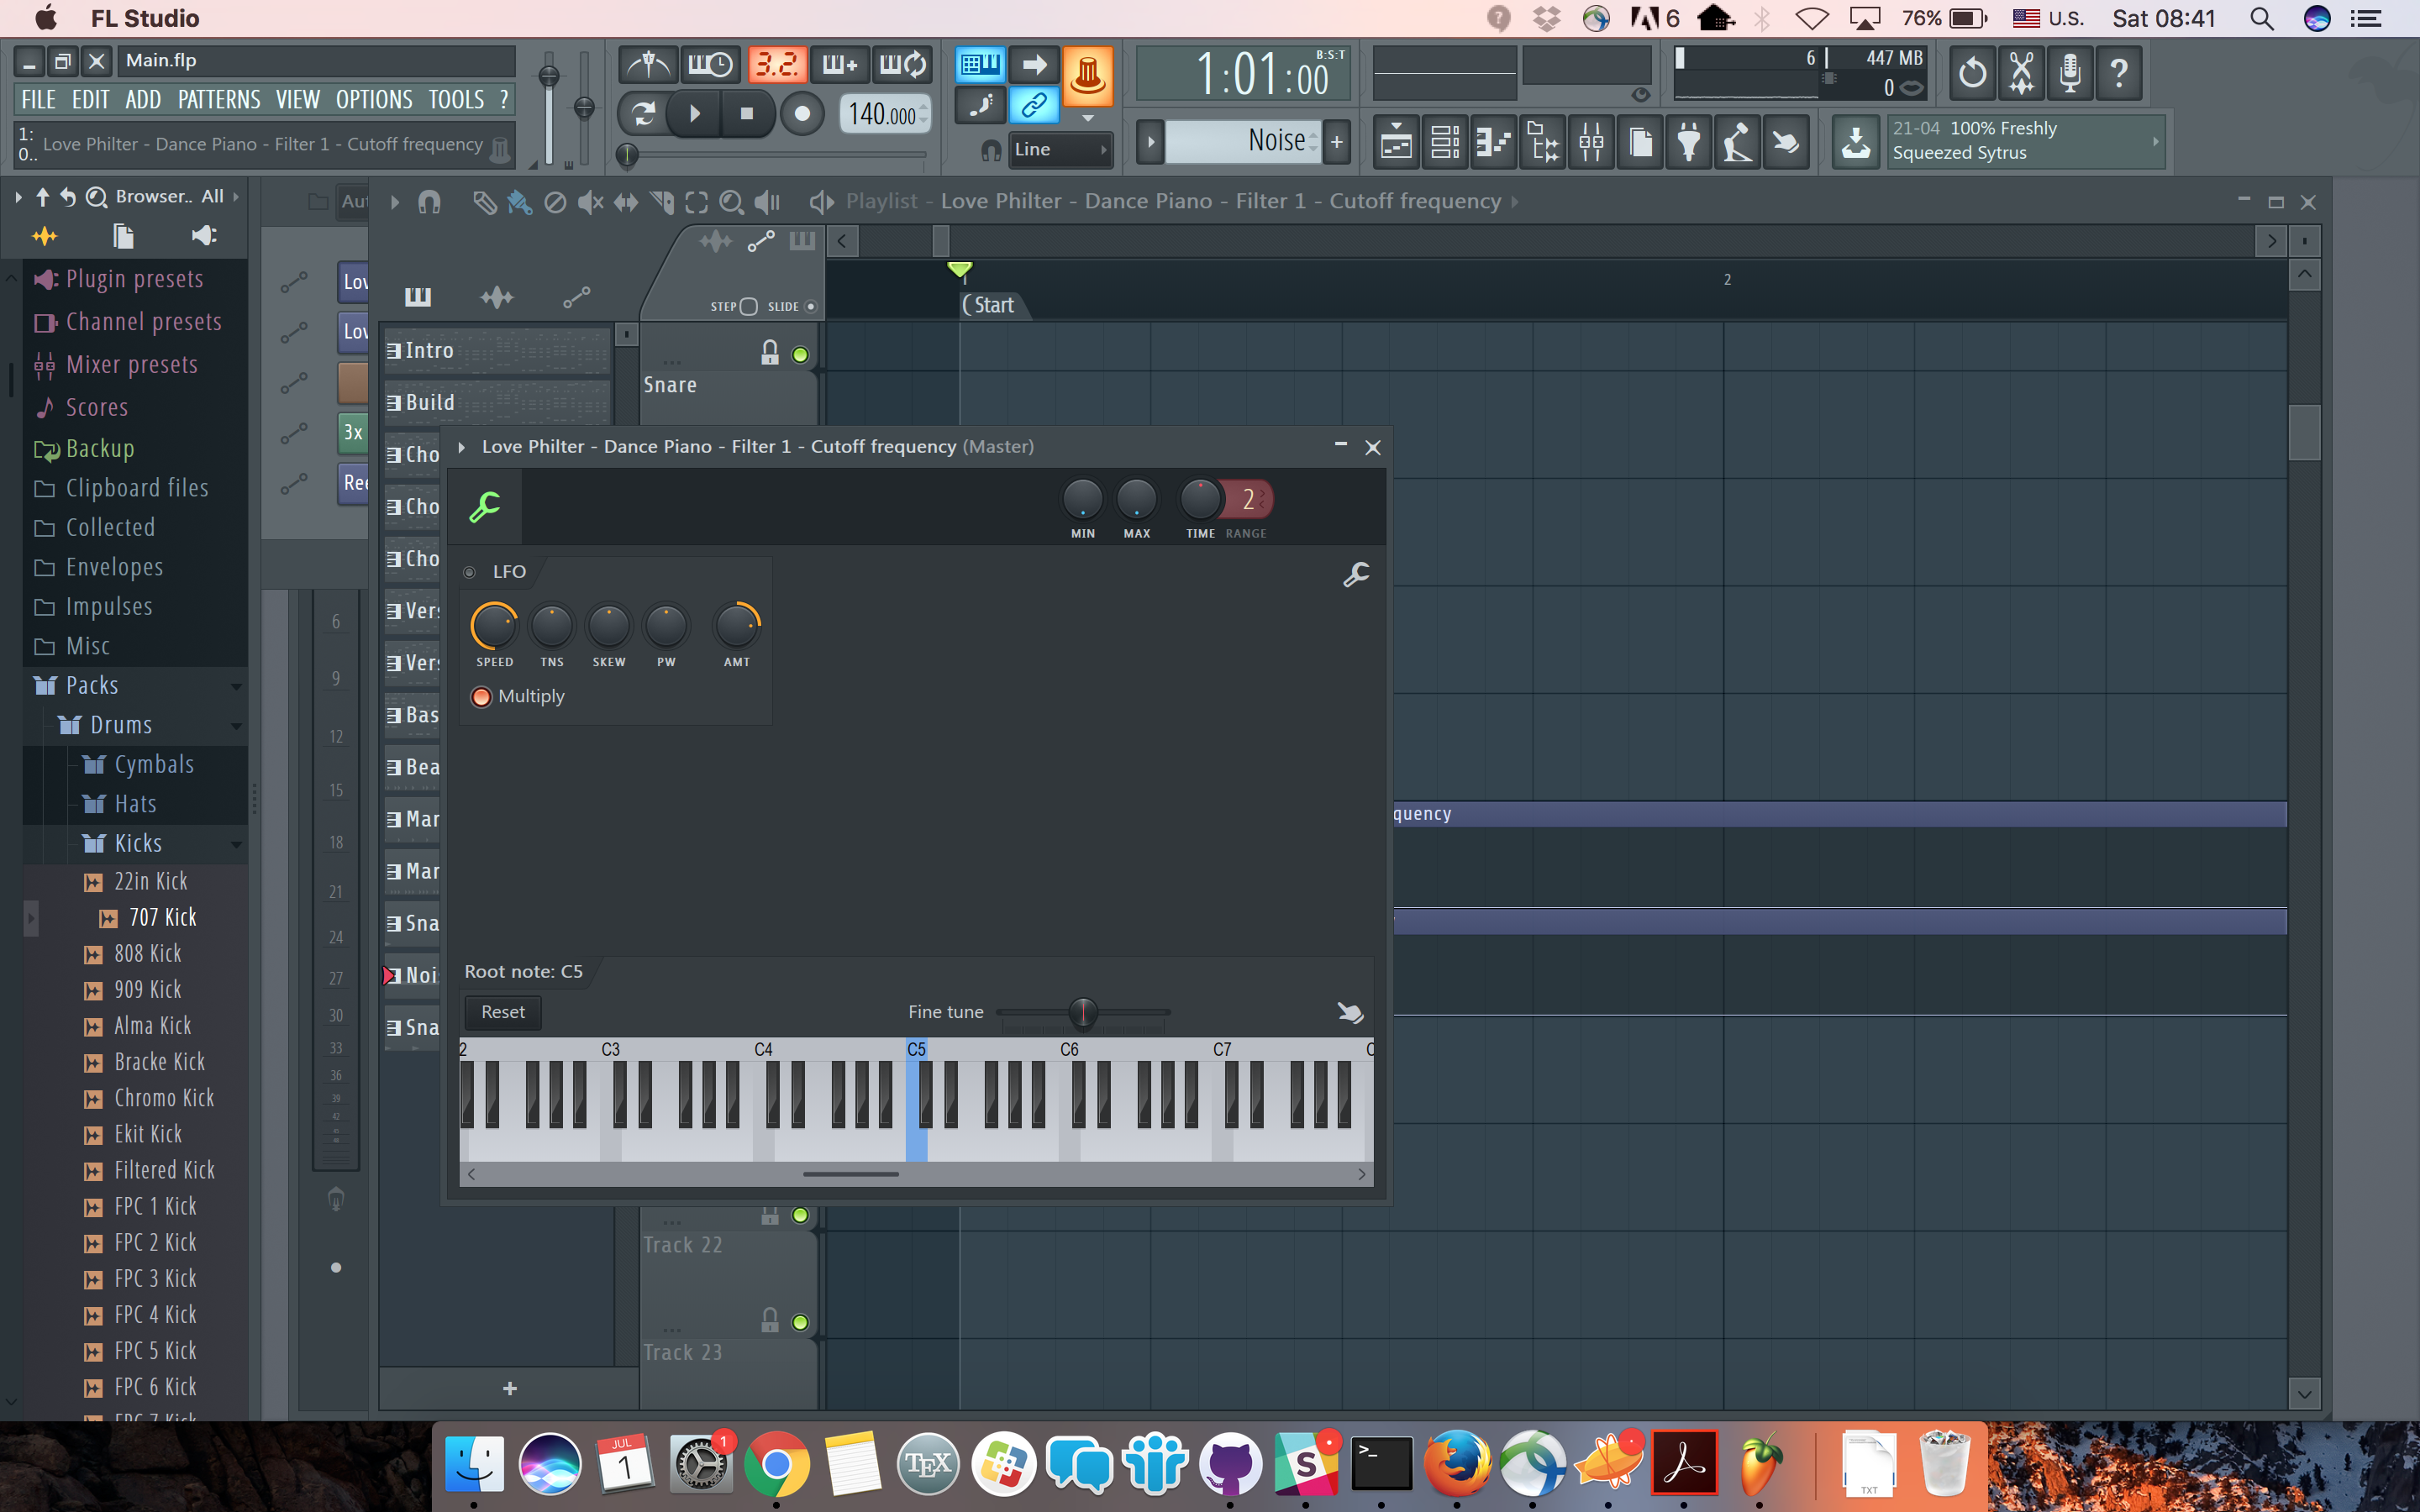 FL Studio
6
76%
U.S.
Sat 08:41
Main.flp
FILE EDIT ADD PATTERNS VIEW OPTIONS TOOLS ?
1:
0..
Love Philter - Dance Piano - Filter 1 - Cutoff frequency
3.2.
140.000
Line
1:01:00
B:S:T
Noise
+
6
447 MB
0
?
21-04 100% Freshly
Squeezed Sytrus
Browser.. All
Plugin presets
Channel presets
Mixer presets
Scores
Backup
Clipboard files
Collected
Envelopes
Impulses
Misc
Packs
Drums
Cymbals
Hats
Kicks
22in Kick
707 Kick
808 Kick
909 Kick
Alma Kick
Bracke Kick
Chromo Kick
Ekit Kick
Filtered Kick
FPC 1 Kick
FPC 2 Kick
FPC 3 Kick
FPC 4 Kick
FPC 5 Kick
FPC 6 Kick
FPC 7 Kick
Aut
Lov
Lov
3x
Ree
6
9
12
15
18
21
24
27
30
33
36
39
42
Playlist - Love Philter - Dance Piano - Filter 1 - Cutoff frequency
STEP
SLIDE
1
2
Start
Intro
Build
Cho
Cho
Cho
Vers
Vers
Bas
Bea
Mar
Mar
Sna
Noi
Sna
+
Snare
Track 22
Track 23
quency
Love Philter - Dance Piano - Filter 1 - Cutoff frequency (Master)
MIN
MAX
TIME
RANGE
2
LFO
SPEED
TNS
SKEW
PW
AMT
Multiply
Root note: C5
Reset
Fine tune
2
C3
C4
C5
C6
C7
C
JUL
1
1
TEX
S
>_
TXT